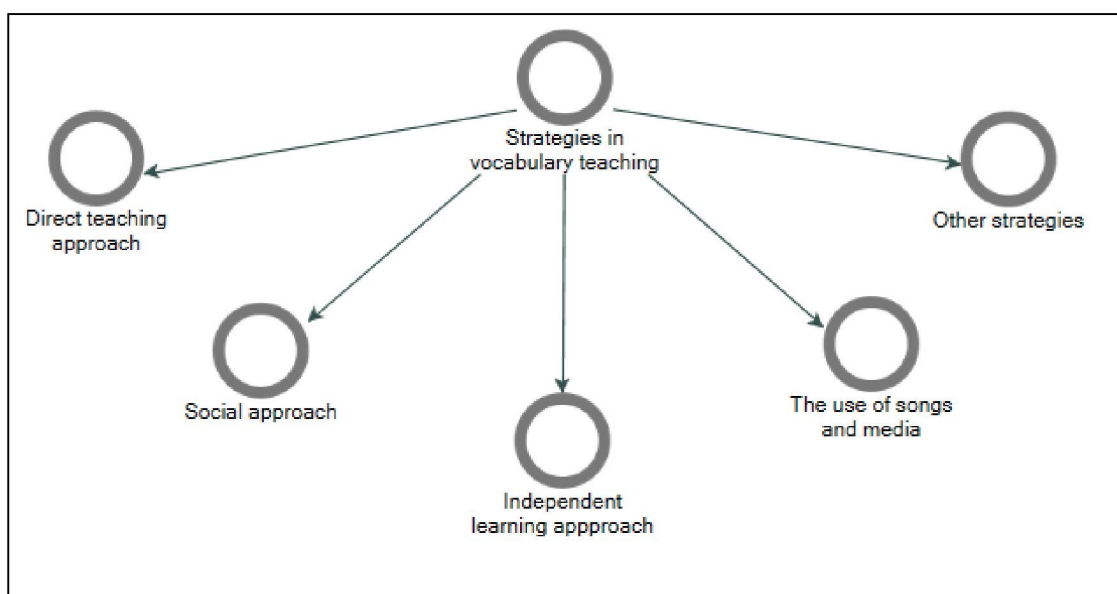 Strategies in
vocabulary teaching
Direct teaching
approach
Other strategies
Social approach
The use of songs
and media
Independent
learning appproach